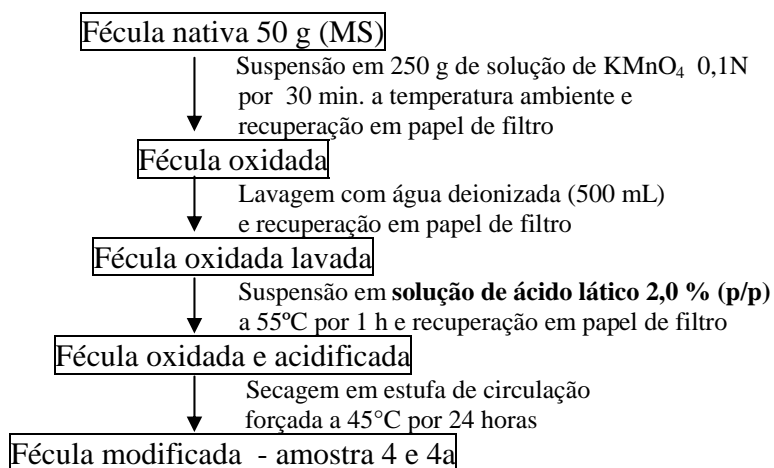 Fécula nativa 50 g (MS)
Suspensão em 250 g de solução de KMnO₄ 0,1N
por 30 min. a temperatura ambiente e
recuperação em papel de filtro
Fécula oxidada
Lavagem com água deionizada (500 mL)
e recuperação em papel de filtro
Fécula oxidada lavada
Suspensão em solução de ácido lático 2,0 % (p/p)
a 55ºC por 1 h e recuperação em papel de filtro
Fécula oxidada e acidificada
Secagem em estufa de circulação
forçada a 45°C por 24 horas
Fécula modificada - amostra 4 e 4a